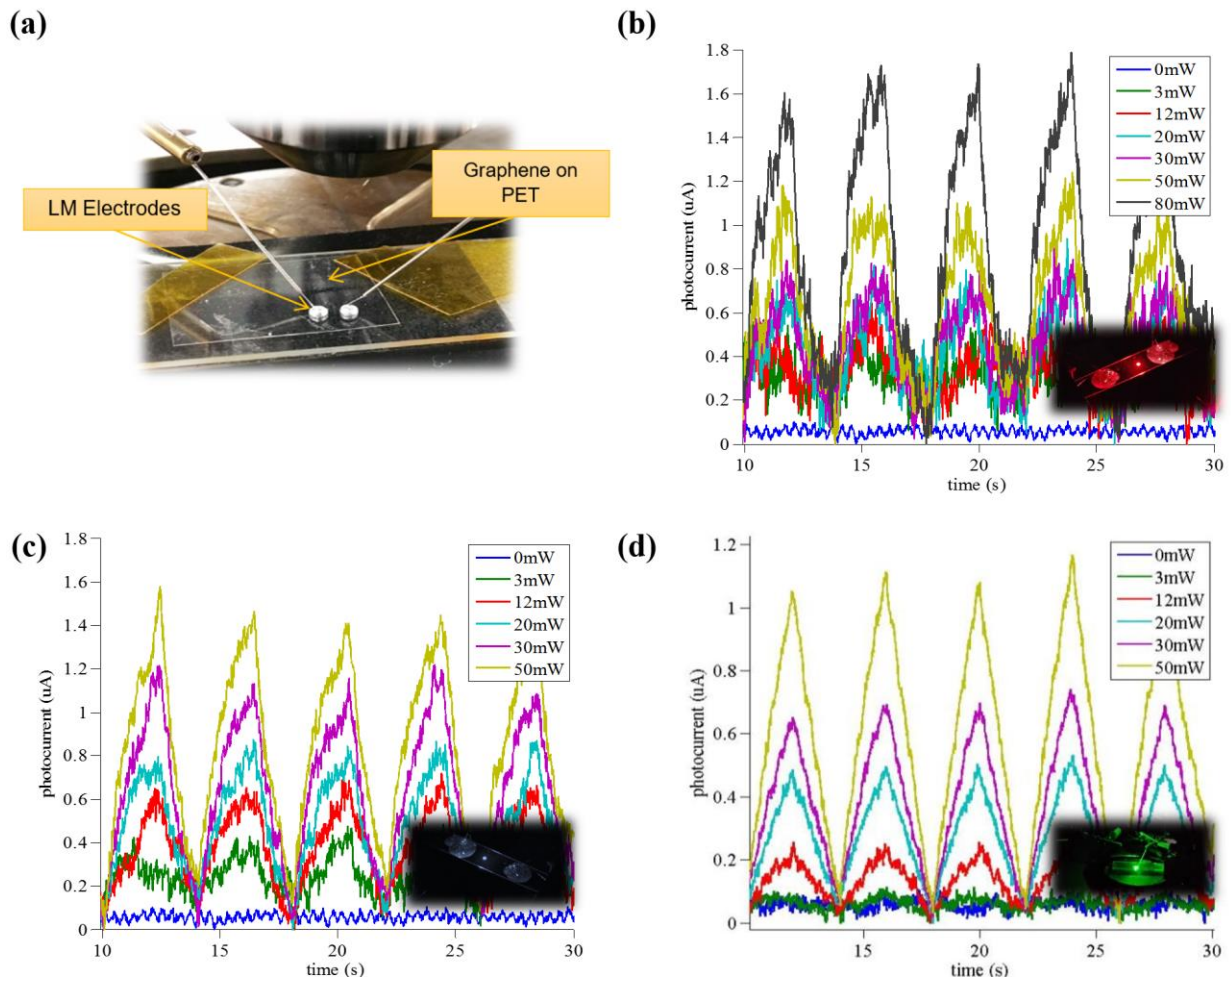 (a)
LM Electrodes
Graphene on
PET
(b)
1.8
1.6
1.4
1.2
1
0.8
0.6
0.4
0.2
0
photocurrent (uA)
10
15
20
25
30
time (s)
0mW
3mW
12mW
20mW
30mW
50mW
80mW
(c)
1.8
1.6
1.4
1.2
1
0.8
0.6
0.4
0.2
0
photocurrent (uA)
10
15
20
25
30
time (s)
0mW
3mW
12mW
20mW
30mW
50mW
(d)
1.2
1
0.8
0.6
0.4
0.2
0
photocurrent (uA)
15
20
25
30
time (s)
0mW
3mW
12mW
20mW
30mW
50mW